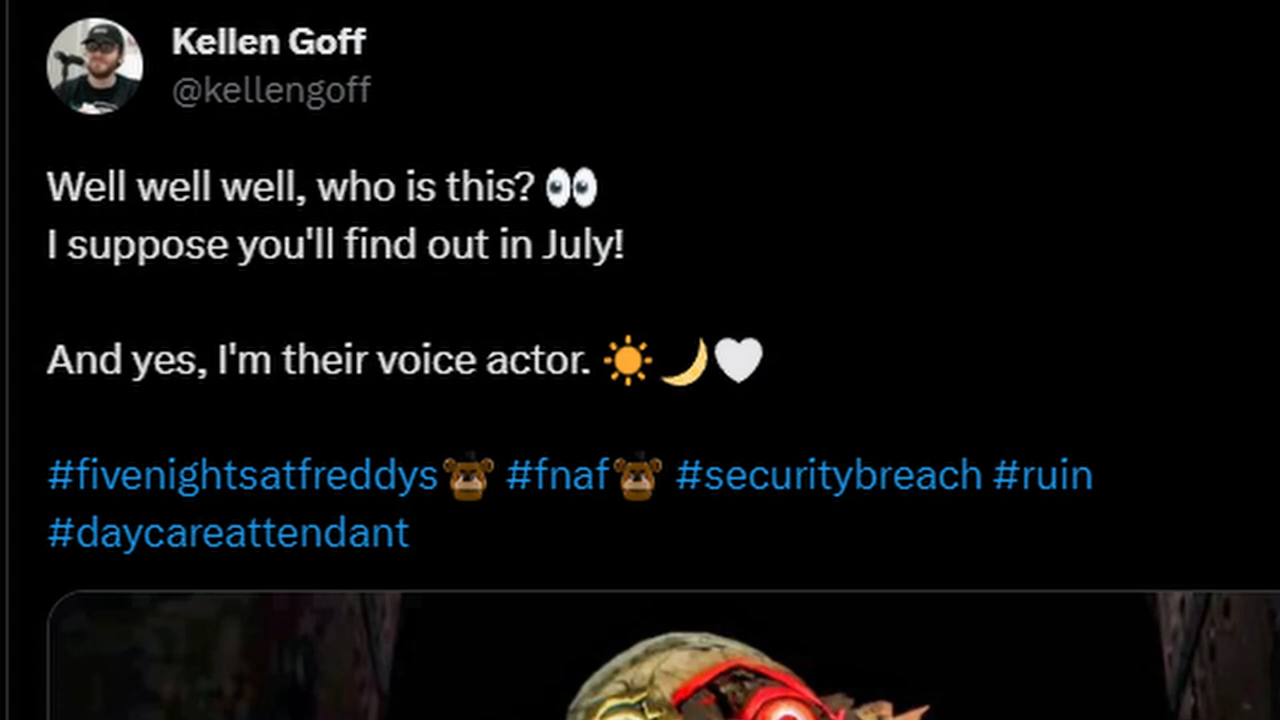 Kellen Goff
@kellengoff
Well well well, who is this? 👀
I suppose you'll find out in July!
And yes, I'm their voice actor. ☀️🌙🤍
#fivenightsatfreddys🐻 #fnaf🐻 #securitybreach #ruin
#daycareattendant